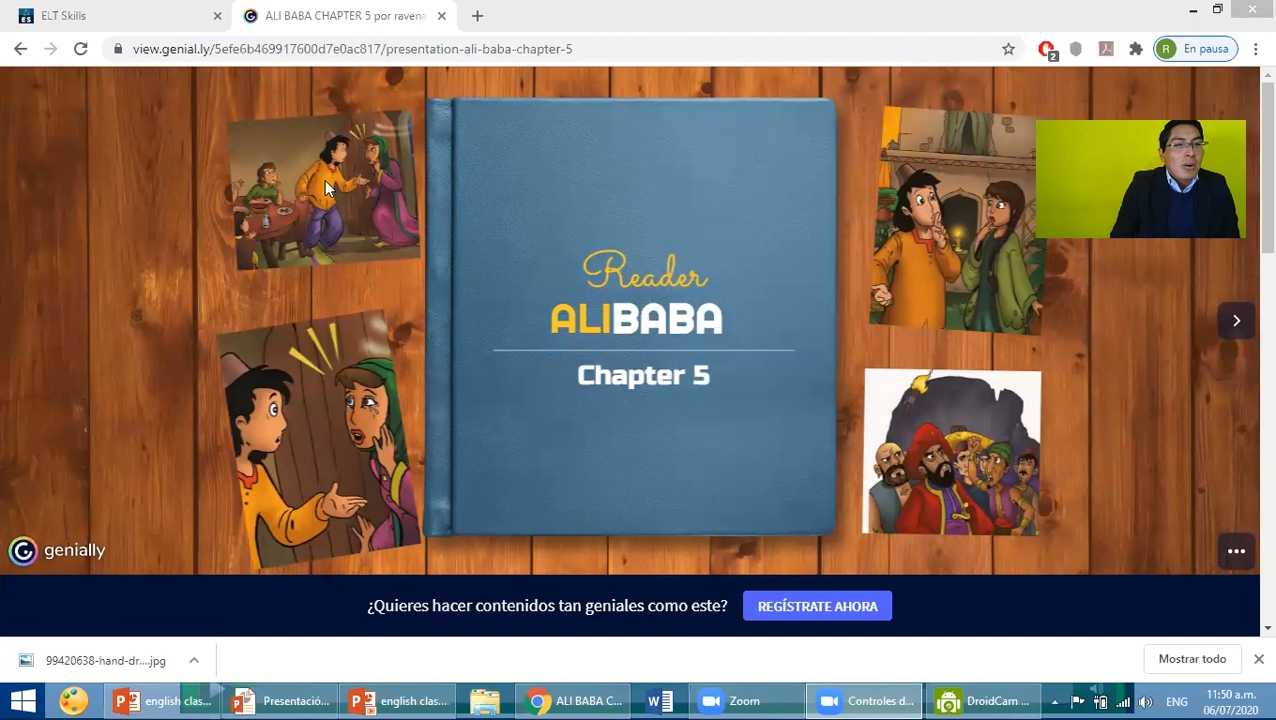 ELT Skills
ALI BABA CHAPTER 5 por ravena
view.genial.ly/5efe6b469917600d7e0ac817/presentation-ali-baba-chapter-5
2
R
En pausa
Reader
ALIBABA
Chapter 5
genially
¿Quieres hacer contenidos tan geniales como este?
REGÍSTRATE AHORA
99420638-hand-dr....jpg
Mostrar todo
english clas...
Presentació...
english clas...
ALI BABA C...
Zoom
Controles d...
DroidCam ...
ENG
11:50 a.m.
06/07/2020